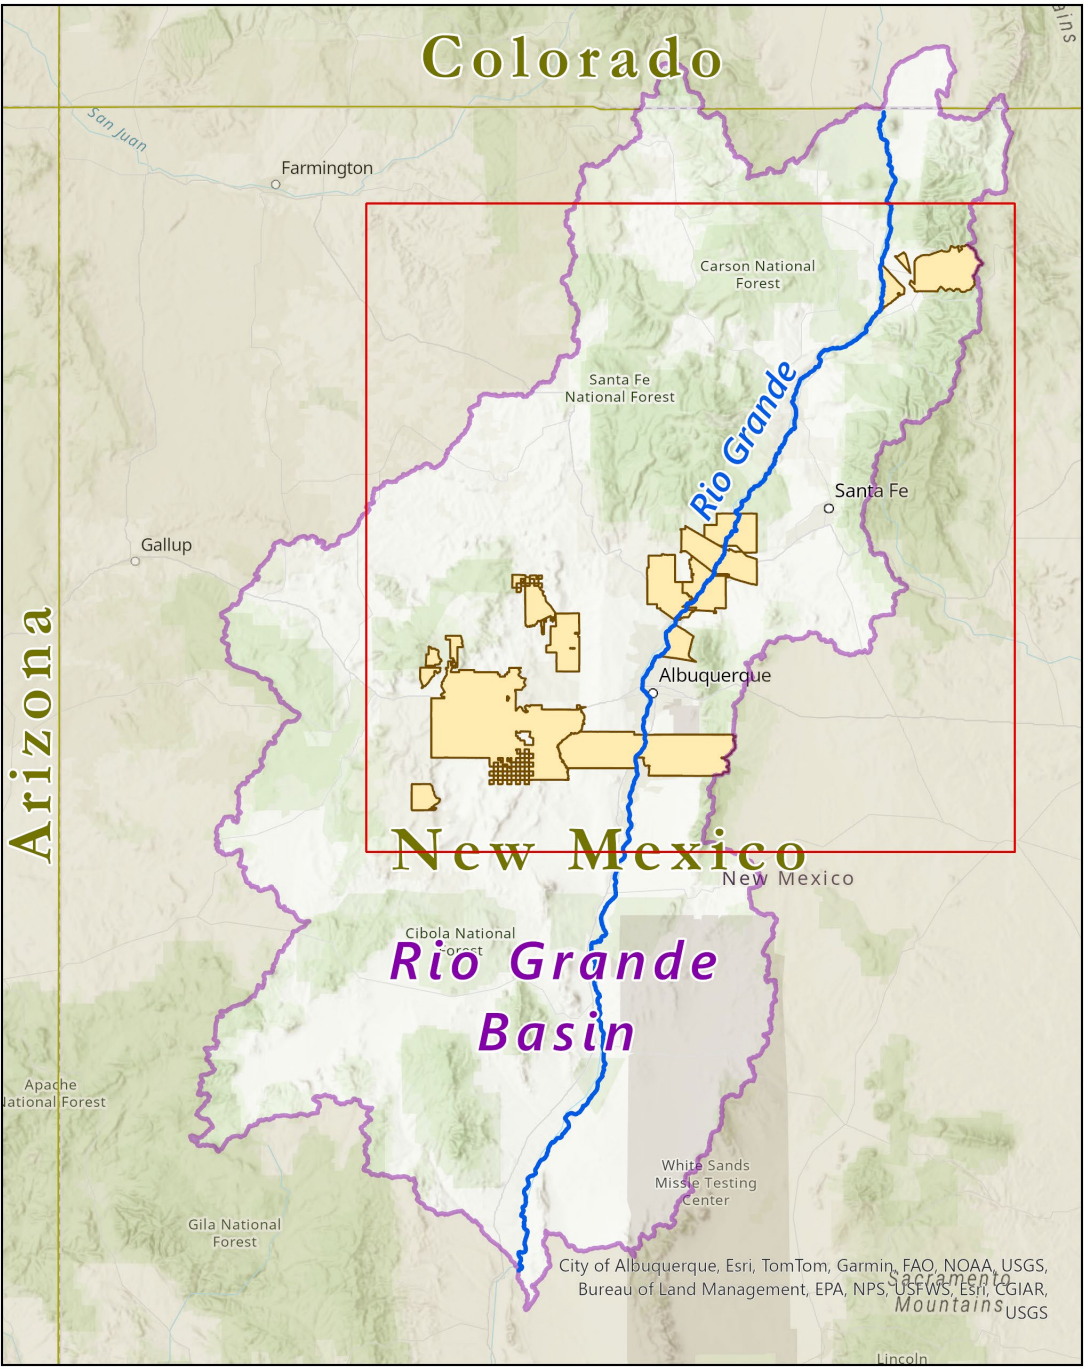 ains
Colorado
San Juan
Farmington
Carson National
Forest
Santa Fe
National Forest
Rio Grande
Santa Fe
Gallup
Arizona
Albuquerque
New Mexico
New Mexico
Cibola National
Forest
Rio Grande
Basin
Apache
National Forest
White Sands
Missle Testing
Center
Gila National
Forest
City of Albuquerque, Esri, TomTom, Garmin, FAO, NOAA, USGS,
Bureau of Land Management, EPA, NPS, USFWS, Esri, CGIAR,
USGS
Sacramento
Mountains
Lincoln